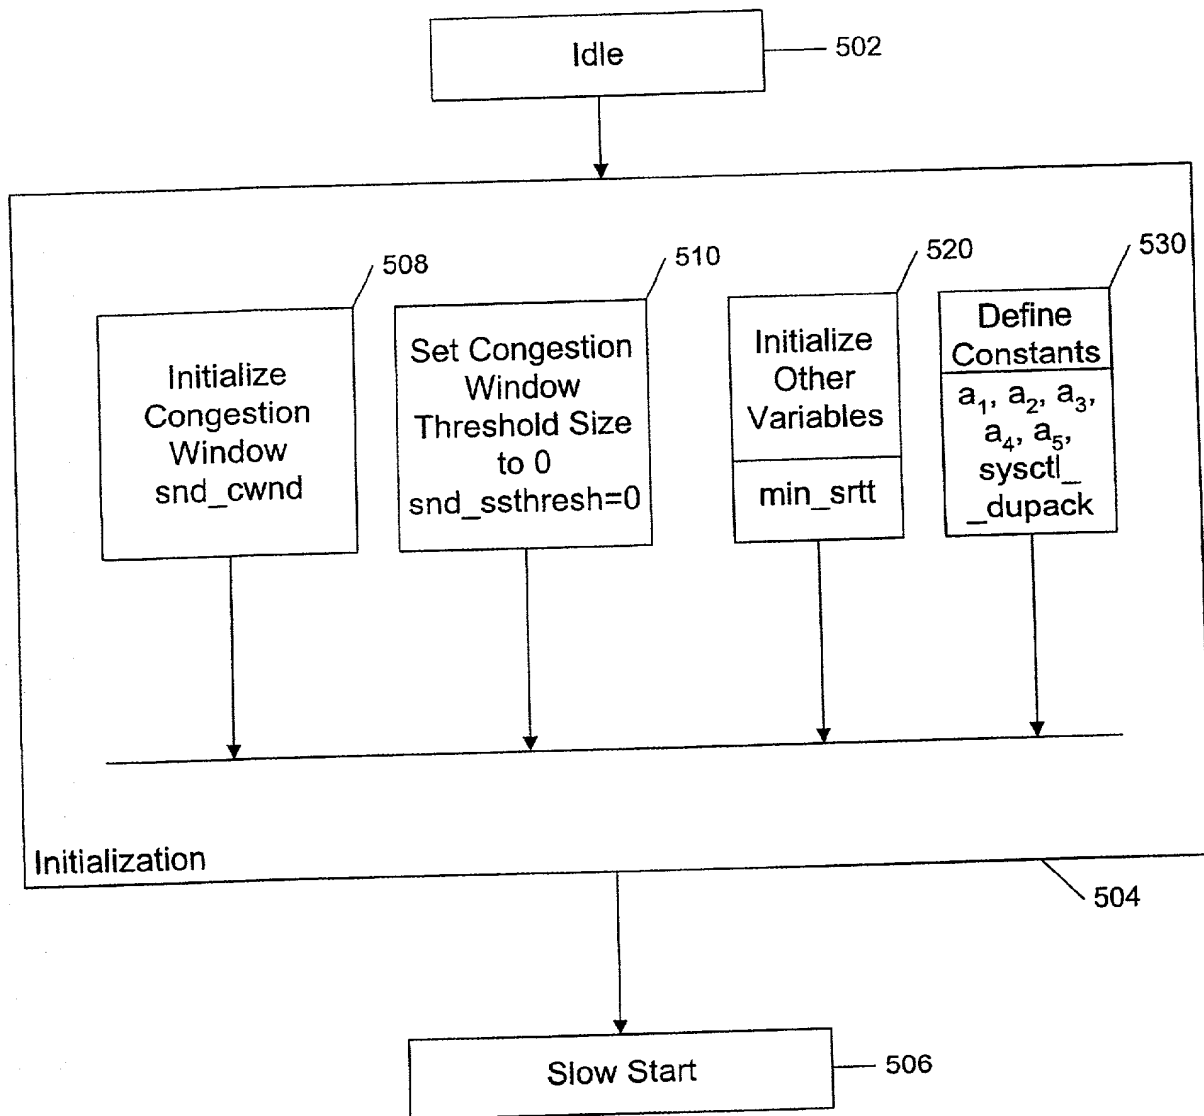 Idle
502
508
Initialize
Congestion
Window
snd_cwnd
510
Set Congestion
Window
Threshold Size
to 0
snd_ssthresh=0
520
Initialize
Other
Variables
min_srtt
530
Define
Constants
a₁, a₂, a₃,
a₄, a₅,
sysctl_
_dupack
Initialization
504
Slow Start
506